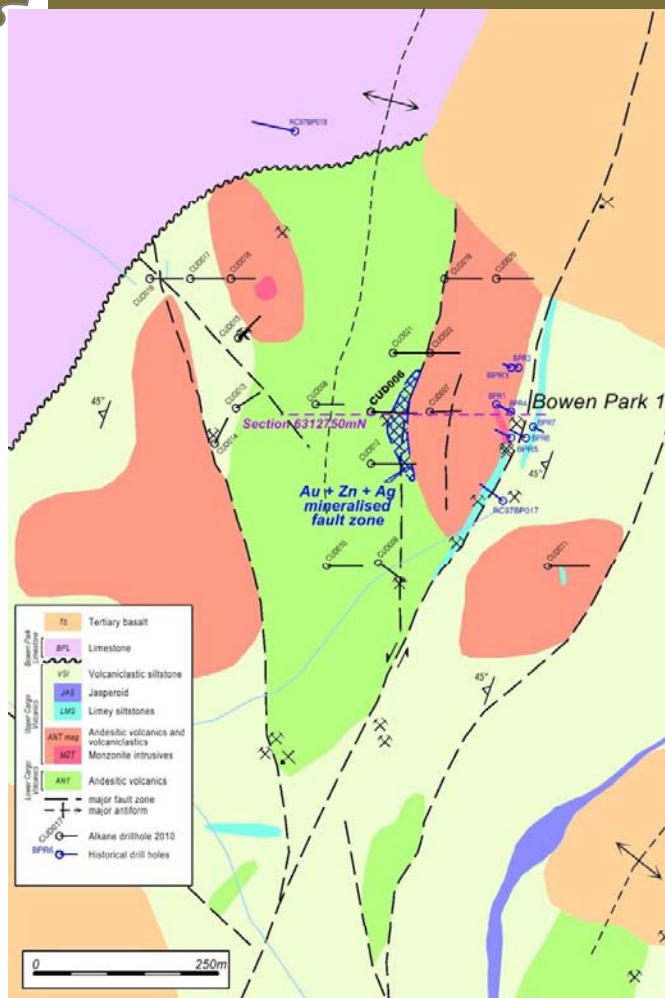 RC97BP018
CUD016
CUD017
CUD018
CUD019
CUD020
CUD015
CUD021
CUD022
BPR2
BPR3
CUD013
CUD008
CUD006
CUD007
BPR1
BPR4
Bowen Park 1
45°
Section 6312750mN
CUD014
BPR7
BPR6
BPR5
CUD012
45°
Au + Zn + Ag
mineralised
fault zone
RC97BP017
CUD010
CUD009
CUD011
45°
Bowen Park
Limestone
Upper Cargo
Volcanics
Lower Cargo
Volcanics
Tb Tertiary basalt
BPL Limestone
VSI Volcaniclastic siltstone
JAS Jasperoid
LMS Limey siltstones
ANT mag Andesitic volcanics and
volcaniclastics
MZT Monzonite intrusives
ANT Andesitic volcanics
major fault zone
major antiform
CUD017 Alkane drillhole 2010
BPR6 Historical drill holes
0 250m